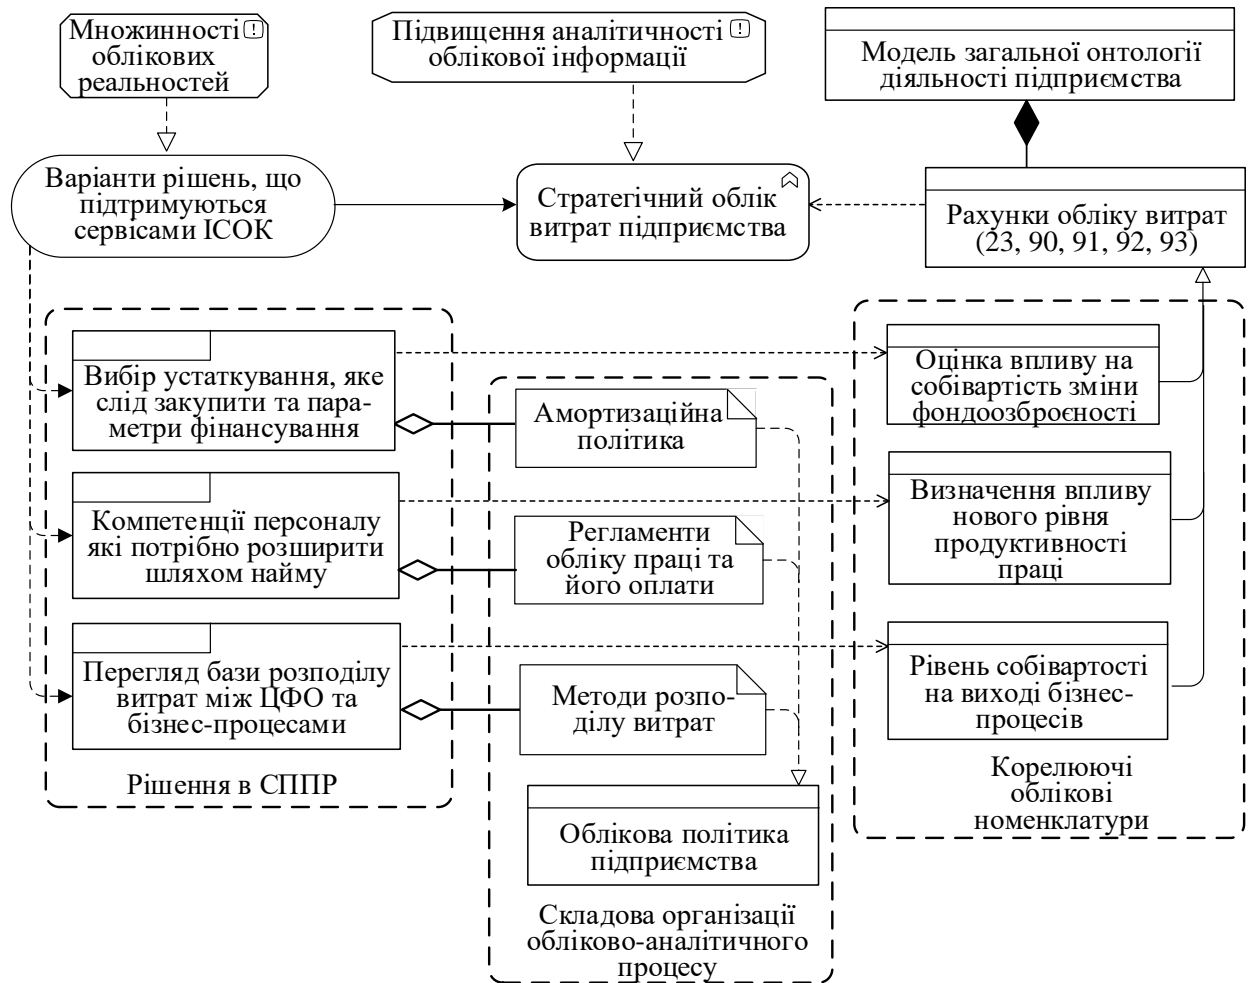 Множинності
облікових
реальностей
Підвищення аналітичності
облікової інформації
Модель загальної онтології
діяльності підприємства
Варіанти рішень, що
підтримуються
сервісами ІСОК
Стратегічний облік
витрат підприємства
Рахунки обліку витрат
(23, 90, 91, 92, 93)
Вибір устаткування, яке
слід закупити та пара-
метри фінансування
Компетенції персоналу
які потрібно розширити
шляхом найму
Перегляд бази розподілу
витрат між ЦФО та
бізнес-процесами
Рішення в СППР
Амортизаційна
політика
Регламенти
обліку праці та
його оплати
Методи розпо-
ділу витрат
Облікова політика
підприємства
Складова організації
обліково-аналітичного
процесу
Оцінка впливу на
собівартість зміни
фондоозброєності
Визначення впливу
нового рівня
продуктивності
праці
Рівень собівартості
на виході бізнес-
процесів
Корелюючі
облікові
номенклатури